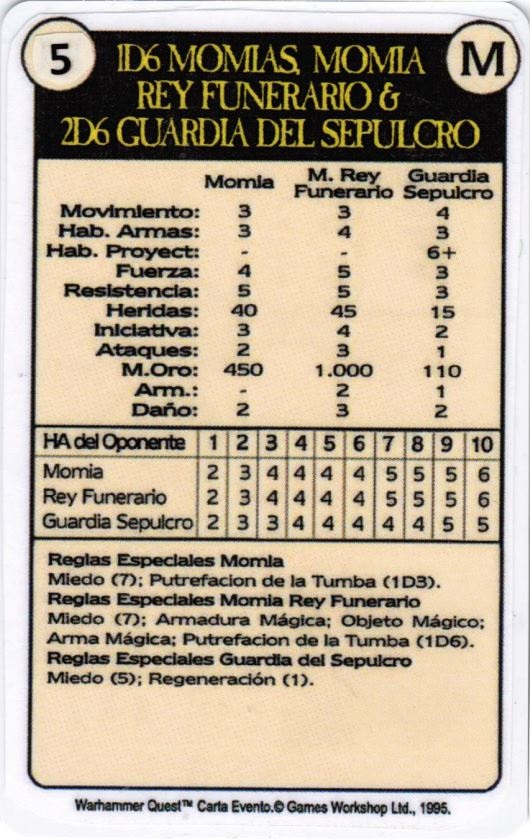 5
1D6 MOMIAS, MOMIA
M
REY FUNERARIO &
2D6 GUARDIA DEL SEPULCRO
Momia M. Rey Funerario Guardia Sepulcro
Movimiento: 3 3 4
Hab. Armas: 3 4 3
Hab. Proyect: - - 6+
Fuerza: 4 5 3
Resistencia: 5 5 3
Heridas: 40 45 15
Iniciativa: 3 4 2
Ataques: 2 3 1
M.Oro: 450 1.000 110
Arm.: - 2 1
Daño: 2 3 2
HA del Oponente 1 2 3 4 5 6 7 8 9 10
Momia 2 3 4 4 4 4 5 5 5 6
Rey Funerario 2 3 4 4 4 4 5 5 5 6
Guardia Sepulcro 2 3 3 4 4 4 4 4 5 5
Reglas Especiales Momia
Miedo (7); Putrefacion de la Tumba (1D3).
Reglas Especiales Momia Rey Funerario
Miedo (7); Armadura Mágica; Objeto Mágico;
Arma Mágica; Putrefacion de la Tumba (1D6).
Reglas Especiales Guardia del Sepulcro
Miedo (5); Regeneración (1).
Warhammer Quest™ Carta Evento.© Games Workshop Ltd., 1995.